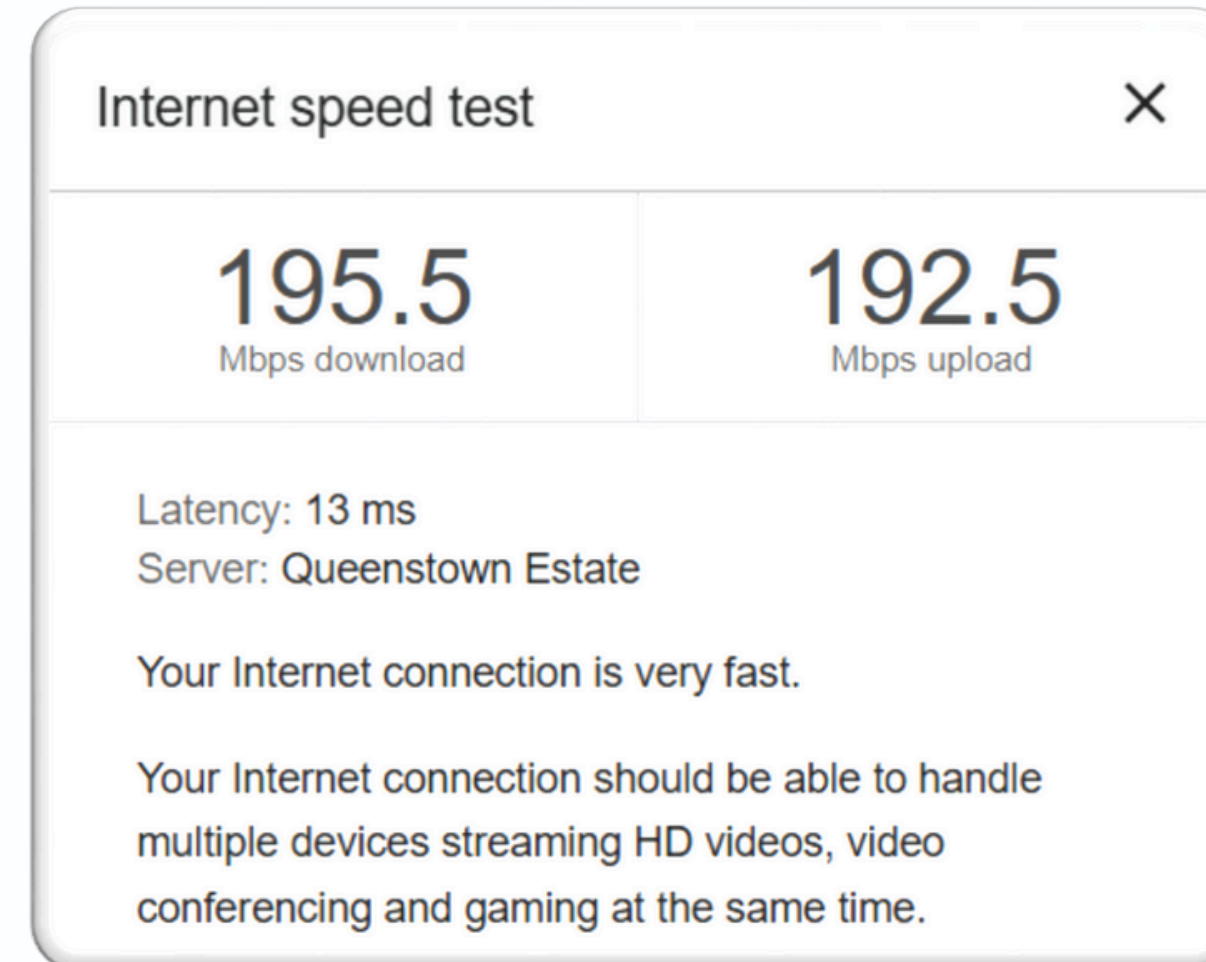 Internet speed test
195.5
Mbps download
192.5
Mbps upload
Latency: 13 ms
Server: Queenstown Estate
Your Internet connection is very fast.
Your Internet connection should be able to handle
multiple devices streaming HD videos, video
conferencing and gaming at the same time.